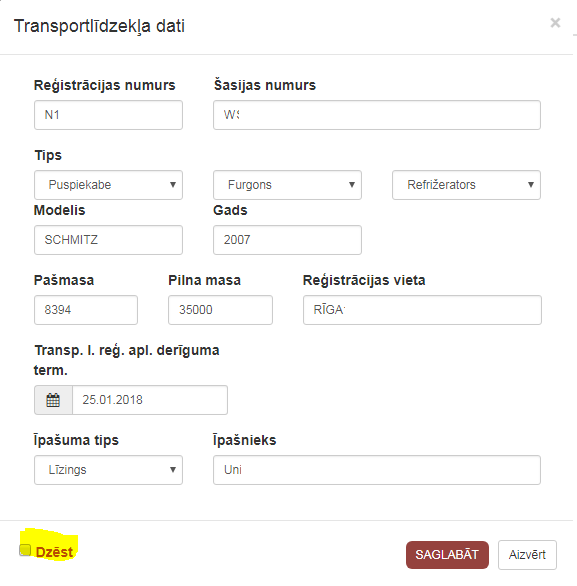 Transportlīdzekļa dati
Reģistrācijas numurs Šasijas numurs
N1
Tips
Puspiekabe Furgons Refrižerators
Modelis Gads
SCHMITZ 2007
Pašmasa Pilna masa Reģistrācijas vieta
8394 35000 RĪGA
Transp. l. reģ. apl. derīguma
term.
25.01.2018
Īpašuma tips Īpašnieks
Līzings Uni
Dzēst SAGLABĀT Aizvērt